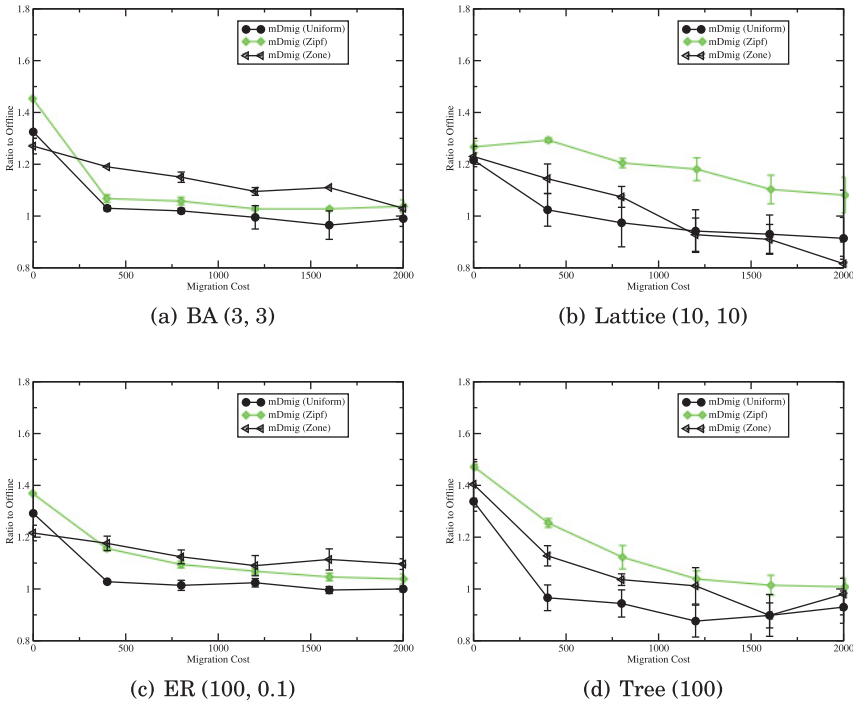 1.8
mDmig (Uniform)
mDmig (Zipf)
mDmig (Zone)
1.6
1.4
1.2
1
0.8
Ratio to Offline
0 500 1000 1500 2000
Migration Cost
(a) BA (3, 3)
1.8
mDmig (Uniform)
mDmig (Zipf)
mDmig (Zone)
1.6
1.4
1.2
1
0.8
Ratio to Offline
0 500 1000 1500 2000
Migration Cost
(b) Lattice (10, 10)
1.8
mDmig (Uniform)
mDmig (Zipf)
mDmig (Zone)
1.6
1.4
1.2
1
0.8
Ratio to Offline
0 500 1000 1500 2000
Migration Cost
(c) ER (100, 0.1)
1.8
mDmig (Uniform)
mDmig (Zipf)
mDmig (Zone)
1.6
1.4
1.2
1
0.8
Ratio to Offline
0 500 1000 1500 2000
Migration Cost
(d) Tree (100)